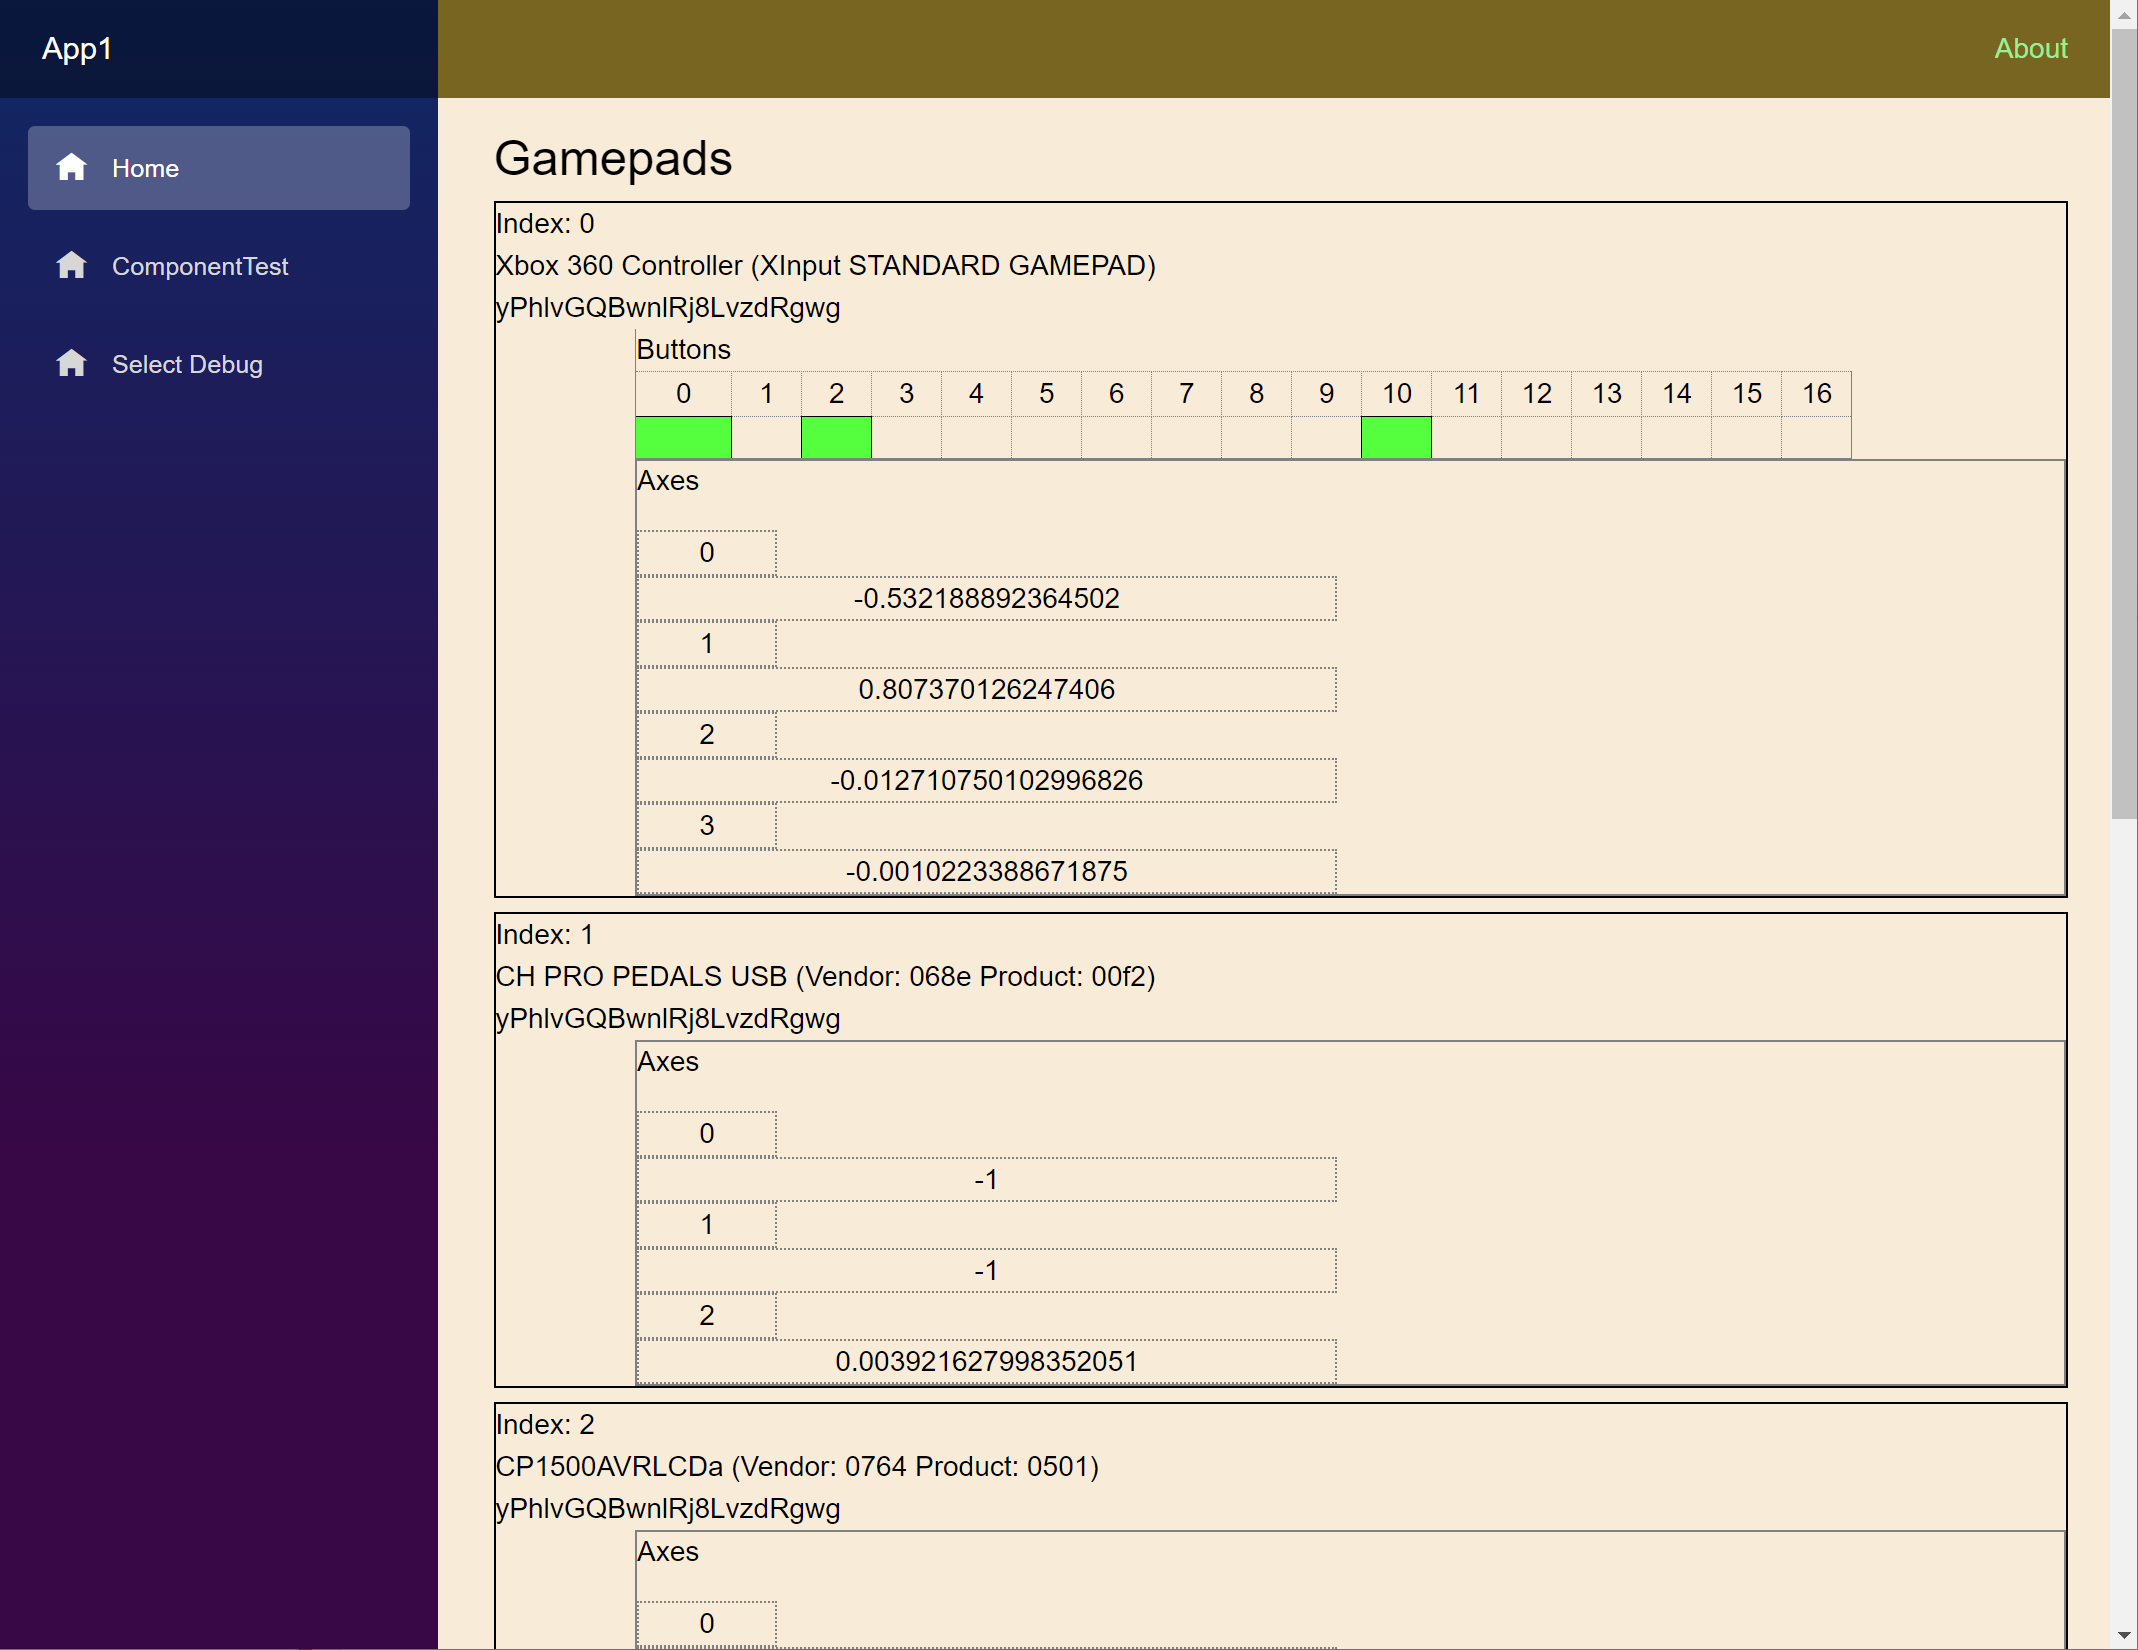 App1
About
Home
ComponentTest
Select Debug
Gamepads
Index: 0
Xbox 360 Controller (XInput STANDARD GAMEPAD)
yPhlvGQBwnlRj8LvzdRgwg
Buttons
0 1 2 3 4 5 6 7 8 9 10 11 12 13 14 15 16
Axes
0
-0.532188892364502
1
0.807370126247406
2
-0.012710750102996826
3
-0.0010223388671875
Index: 1
CH PRO PEDALS USB (Vendor: 068e Product: 00f2)
yPhlvGQBwnlRj8LvzdRgwg
Axes
0
-1
1
-1
2
0.003921627998352051
Index: 2
CP1500AVRLCDa (Vendor: 0764 Product: 0501)
yPhlvGQBwnlRj8LvzdRgwg
Axes
0